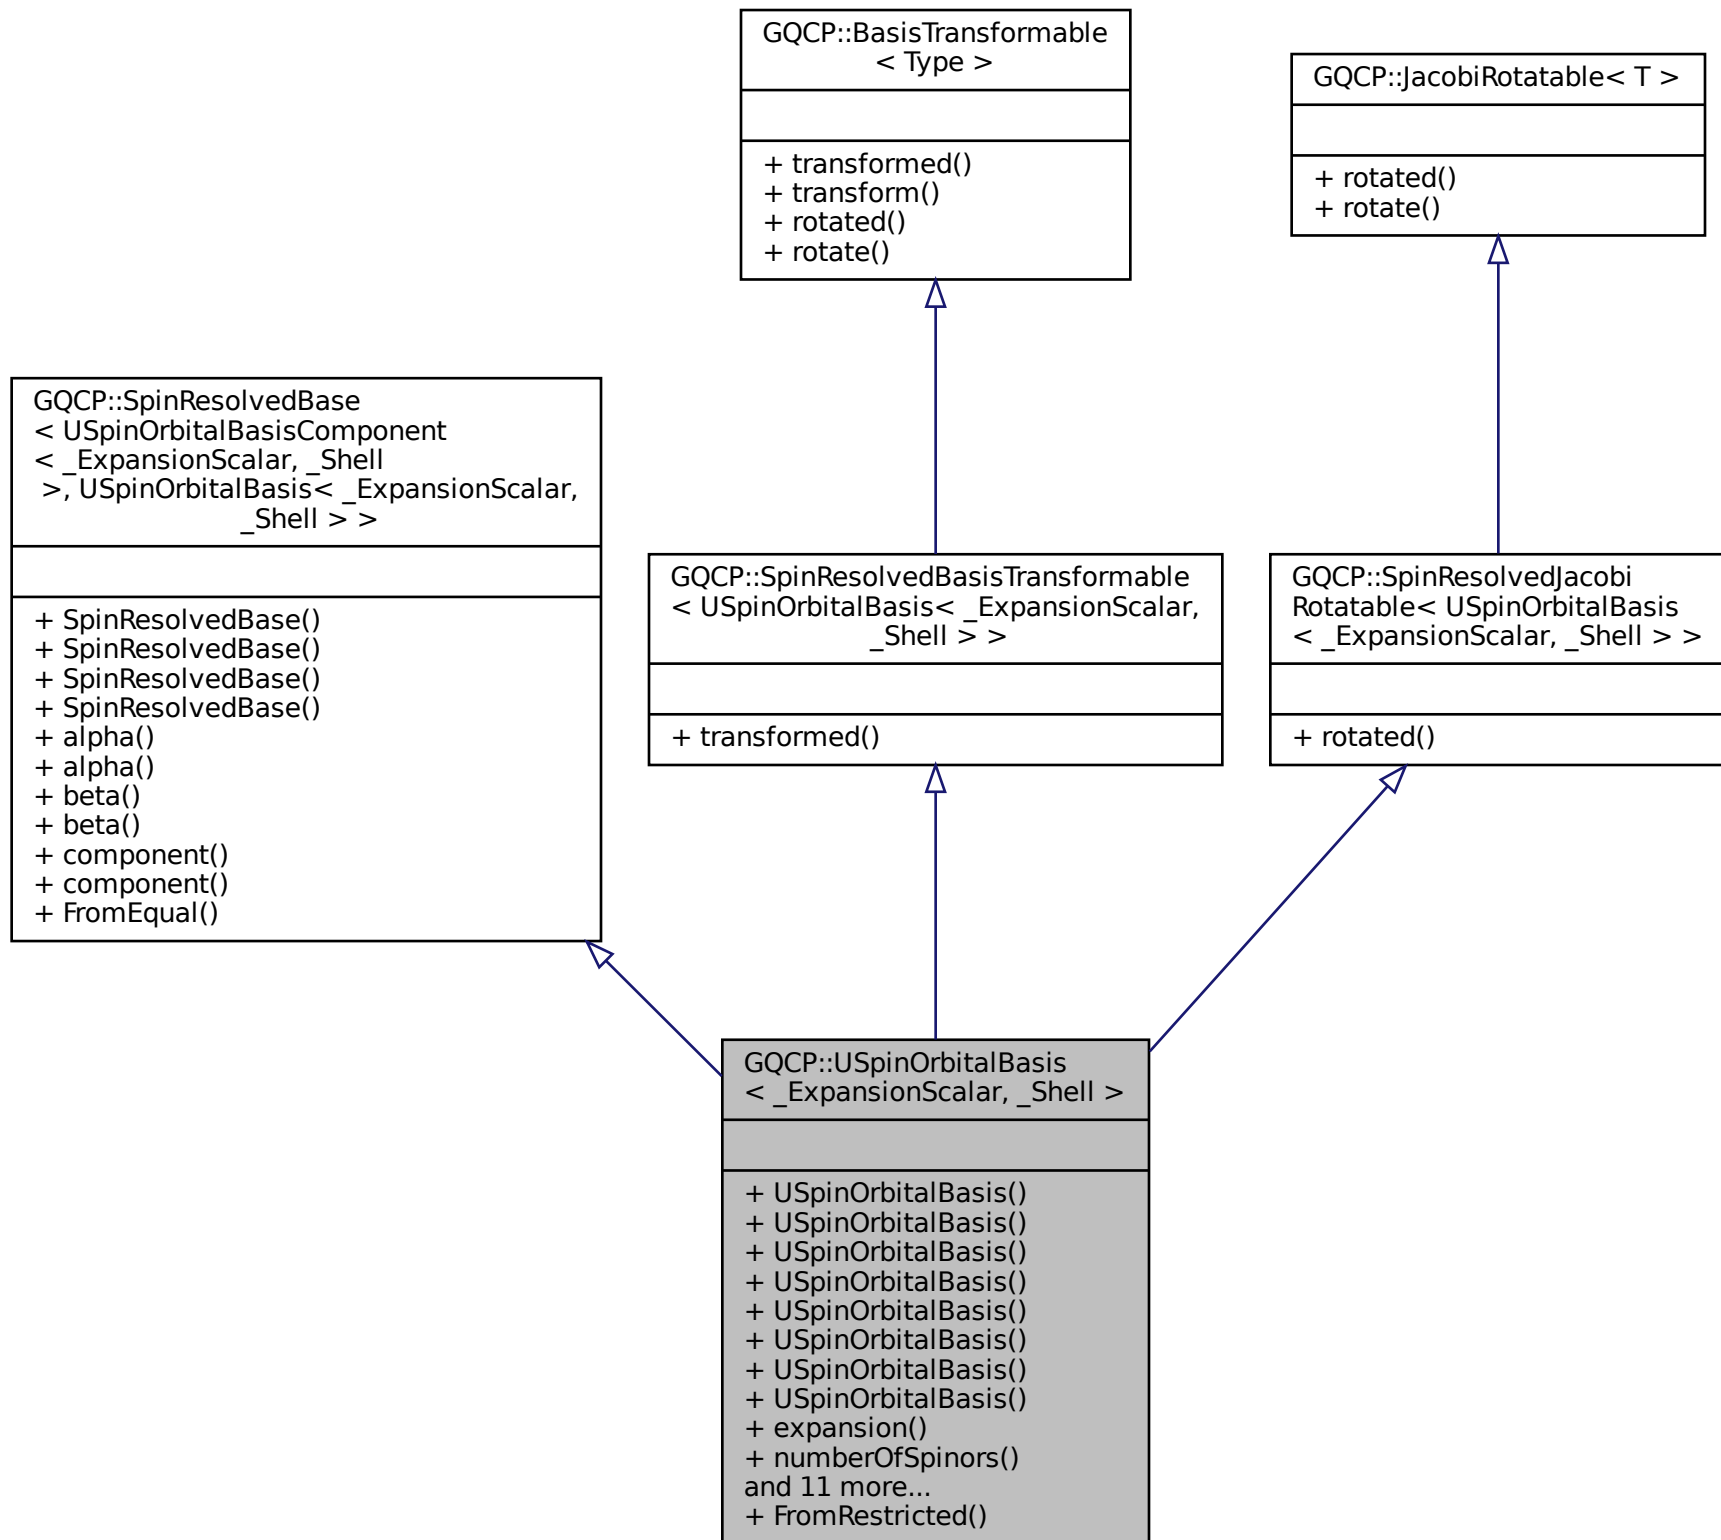 GQCP::BasisTransformable
< Type >
+ transformed()
+ transform()
+ rotated()
+ rotate()
GQCP::JacobiRotatable< T >
+ rotated()
+ rotate()
GQCP::SpinResolvedBase
< USpinOrbitalBasisComponent
< _ExpansionScalar, _Shell
>, USpinOrbitalBasis< _ExpansionScalar,
_Shell > >
+ SpinResolvedBase()
+ SpinResolvedBase()
+ SpinResolvedBase()
+ SpinResolvedBase()
+ alpha()
+ alpha()
+ beta()
+ beta()
+ component()
+ component()
+ FromEqual()
GQCP::SpinResolvedBasisTransformable
< USpinOrbitalBasis< _ExpansionScalar,
_Shell > >
+ transformed()
GQCP::SpinResolvedJacobi
Rotatable< USpinOrbitalBasis
< _ExpansionScalar, _Shell > >
+ rotated()
GQCP::USpinOrbitalBasis
< _ExpansionScalar, _Shell >
+ USpinOrbitalBasis()
+ USpinOrbitalBasis()
+ USpinOrbitalBasis()
+ USpinOrbitalBasis()
+ USpinOrbitalBasis()
+ USpinOrbitalBasis()
+ USpinOrbitalBasis()
+ USpinOrbitalBasis()
+ expansion()
+ numberOfSpinors()
and 11 more...
+ FromRestricted()